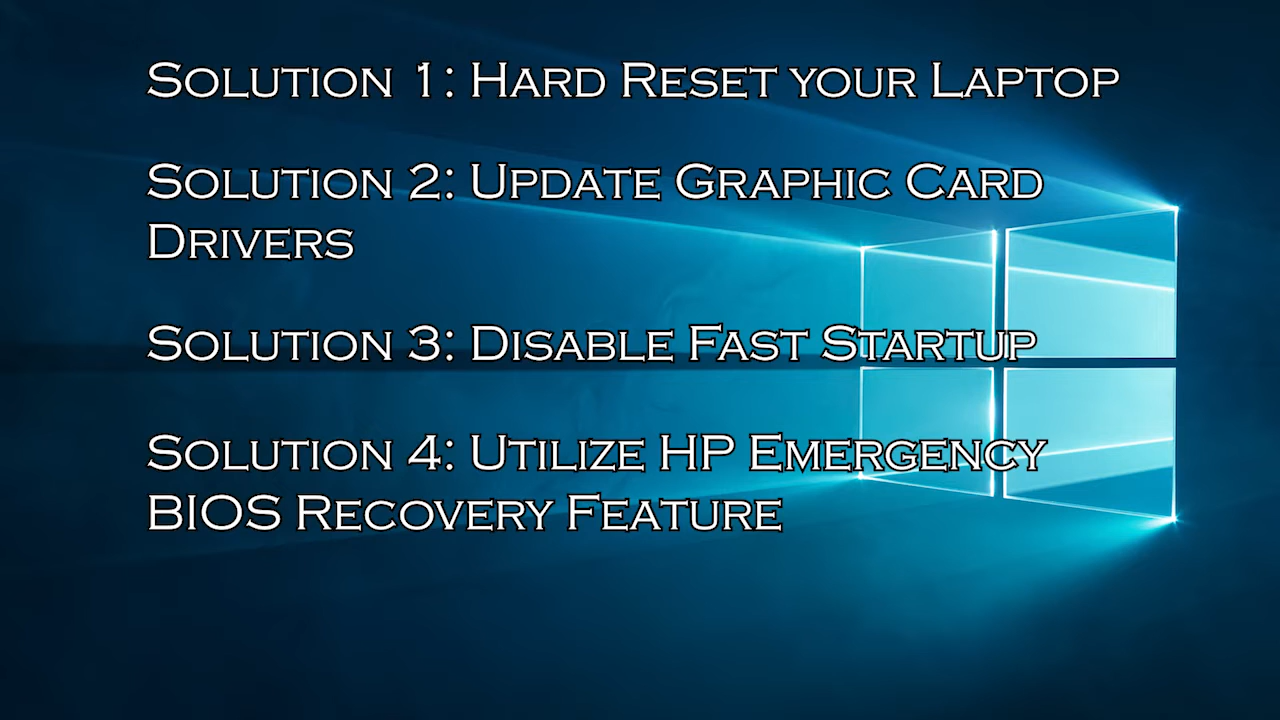 Solution 1: Hard Reset your Laptop
Solution 2: Update Graphic Card
Drivers
Solution 3: Disable Fast Startup
Solution 4: Utilize HP Emergency
BIOS Recovery Feature